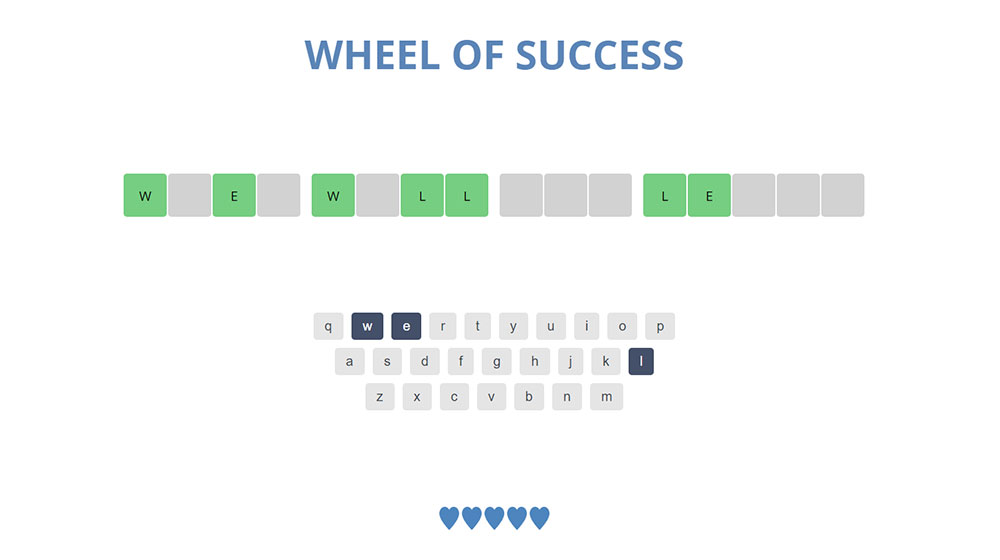 WHEEL OF SUCCESS
W E W L L L E
q w e r t y u i o p
a s d f g h j k l
z x c v b n m